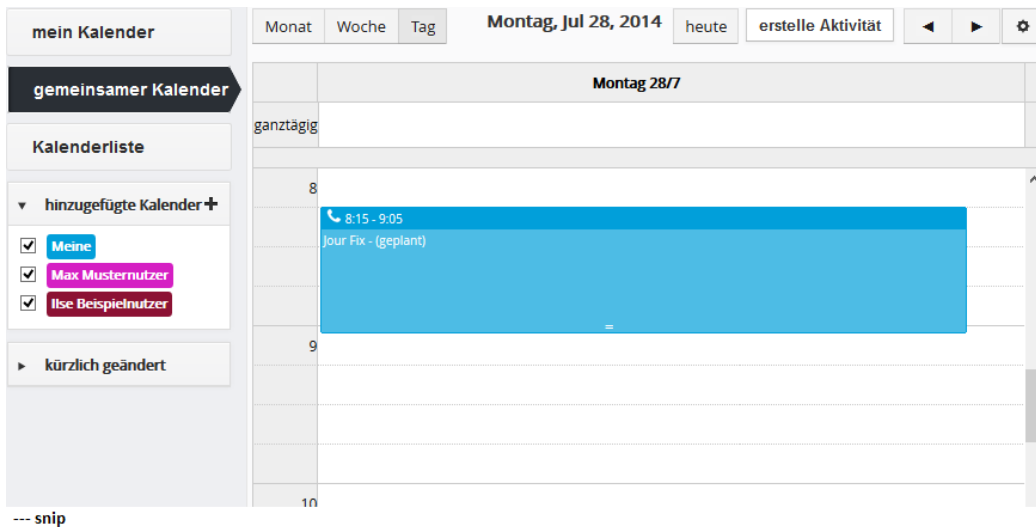 mein Kalender
gemeinsamer Kalender
Kalenderliste
hinzugefügte Kalender
Meine
Max Musternutzer
Ilse Beispielnutzer
kürzlich geändert
Monat Woche Tag Montag, Jul 28, 2014 heute erstelle Aktivität
Montag 28/7
ganztägig
8
8:15 - 9:05
Jour Fix - (geplant)
9
10
--- snip